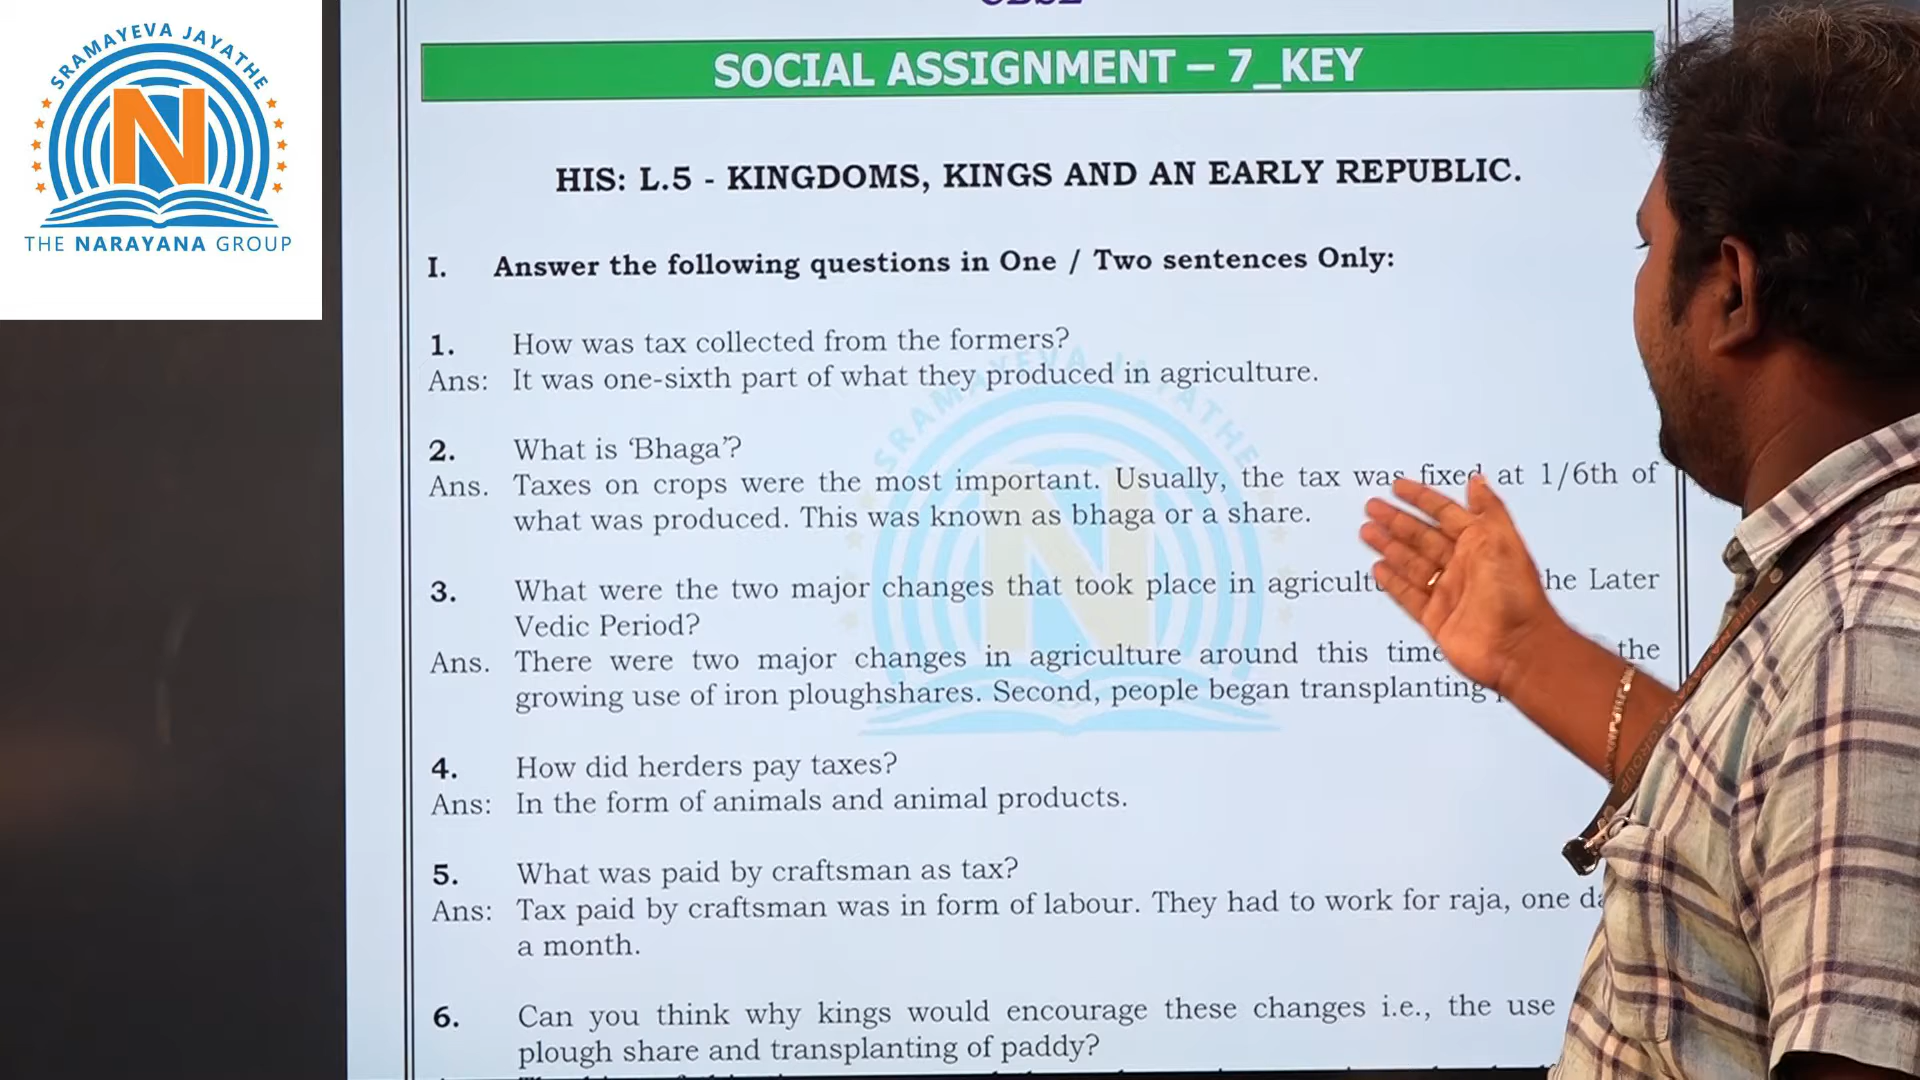 SRAMAYEVA JAYATHE
N
THE NARAYANA GROUP
SOCIAL ASSIGNMENT – 7_KEY
HIS: L.5 - KINGDOMS, KINGS AND AN EARLY REPUBLIC.
I. Answer the following questions in One / Two sentences Only:
1. How was tax collected from the formers?
Ans: It was one-sixth part of what they produced in agriculture.
2. What is ‘Bhaga’?
Ans. Taxes on crops were the most important. Usually, the tax was fixed at 1/6th of
what was produced. This was known as bhaga or a share.
3. What were the two major changes that took place in he Later
Vedic Period?
Ans. There were two major changes in agriculture around this time the
growing use of iron ploughshares. Second, people began transplanting
4. How did herders pay taxes?
Ans: In the form of animals and animal products.
5. What was paid by craftsman as tax?
Ans: Tax paid by craftsman was in form of labour. They had to work for raja, one
a month.
6. Can you think why kings would encourage these changes i.e., the use
plough share and transplanting of paddy?